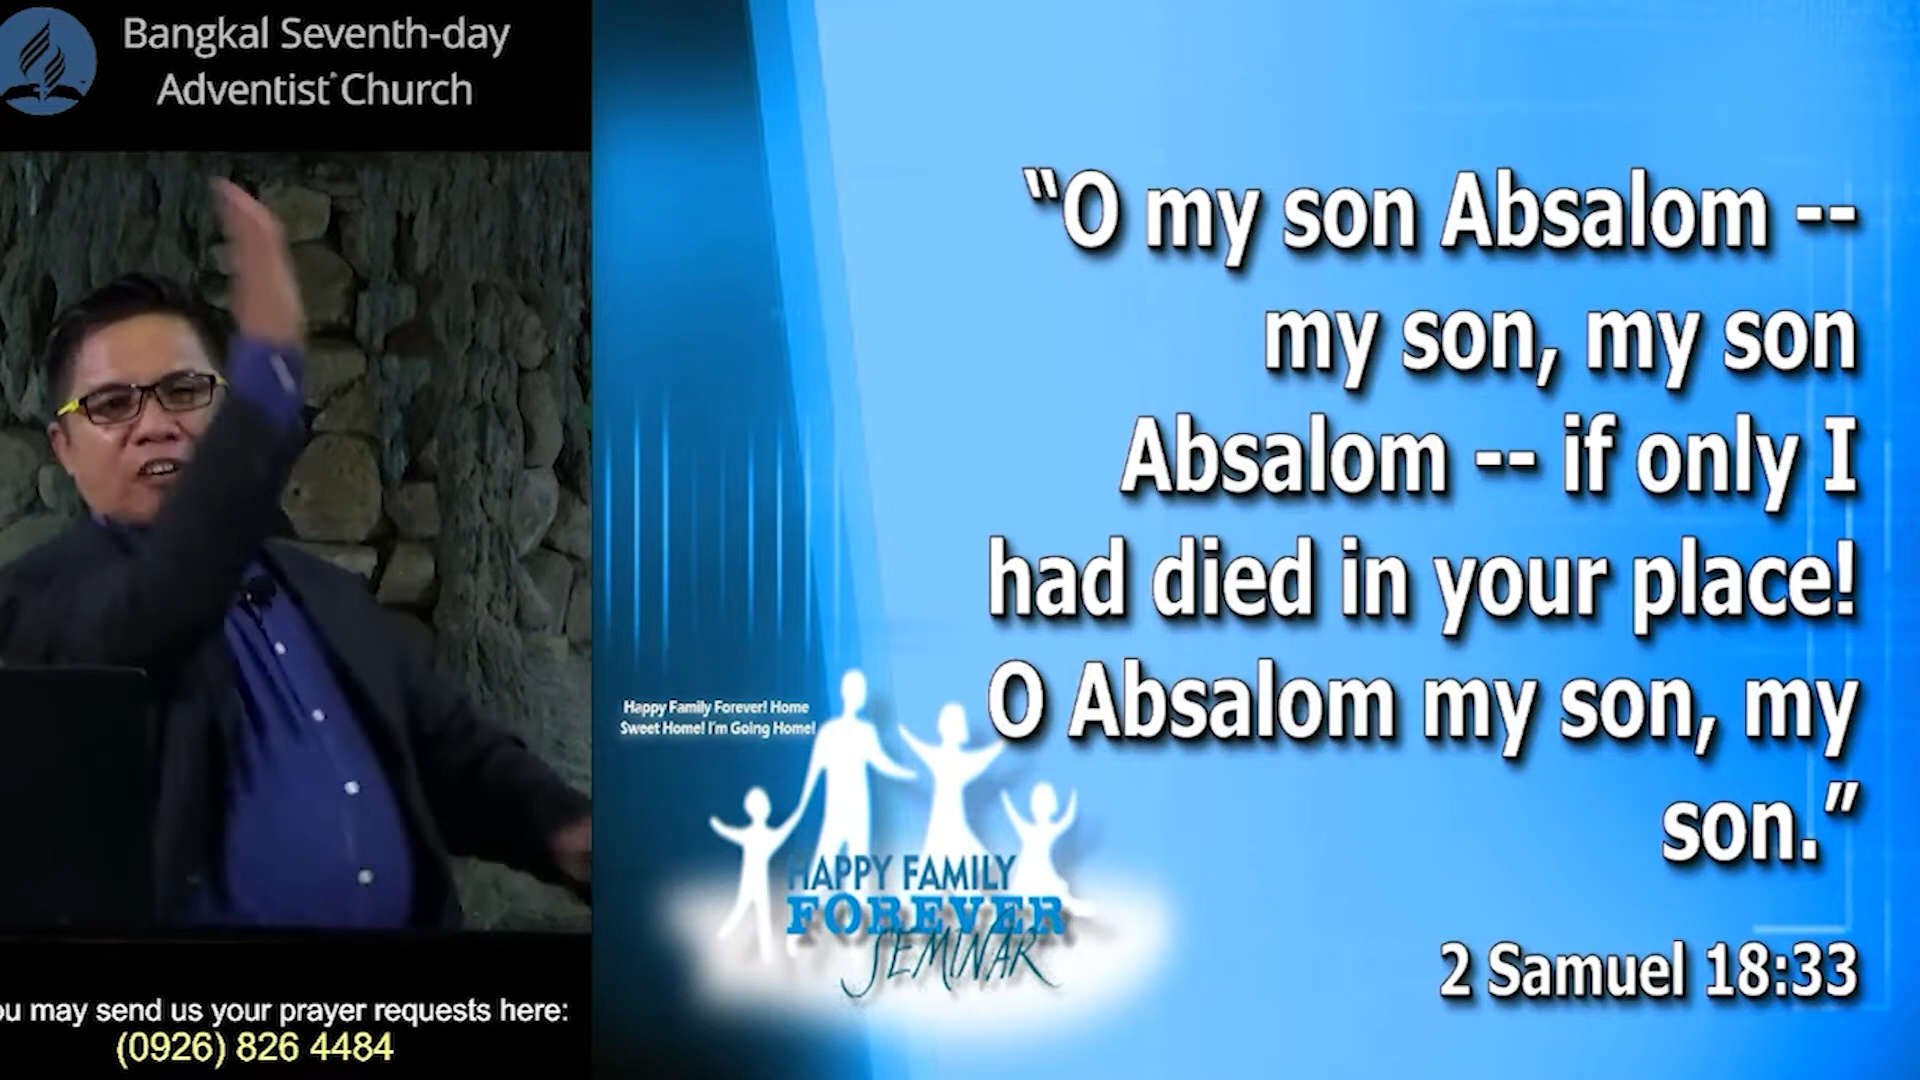 Bangkal Seventh-day
Adventist Church
ou may send us your prayer requests here:
(0926) 826 4484
“O my son Absalom --
my son, my son
Absalom -- if only I
had died in your place!
O Absalom my son, my
son.”
2 Samuel 18:33
Happy Family Forever! Home
Sweet Home! I'm Going Home!
HAPPY FAMILY
FOREVER
SEMINAR